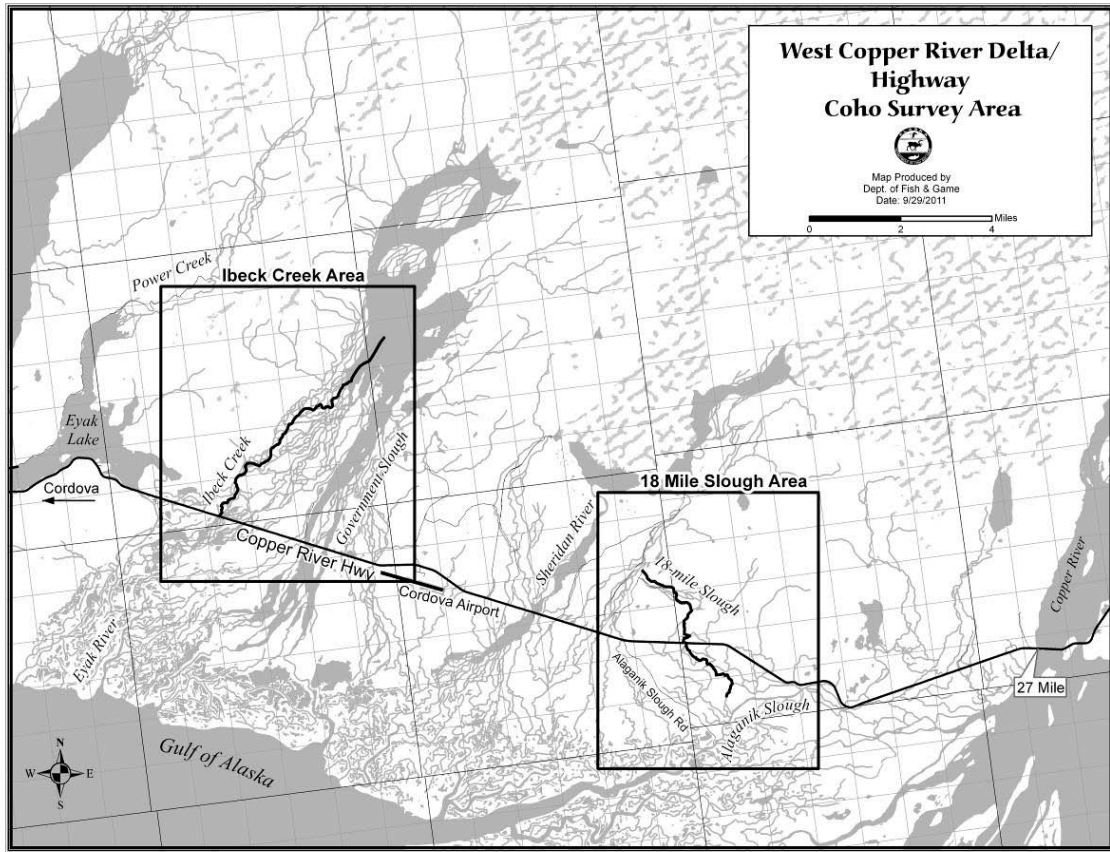 West Copper River Delta/
Highway
Coho Survey Area
Map Produced by
Dept. of Fish & Game
Date: 9/29/2011
Miles
0
2
4
Power Creek
Ibeck Creek Area
Eyak
Lake
Cordova
Ibeck Creek
Government Slough
Copper River Hwy
Cordova Airport
Sheridan River
18 Mile Slough Area
18-mile Slough
Alaganik Slough Rd
Alaganik Slough
Copper River
27 Mile
Eyak River
Gulf of Alaska
N
W
E
S